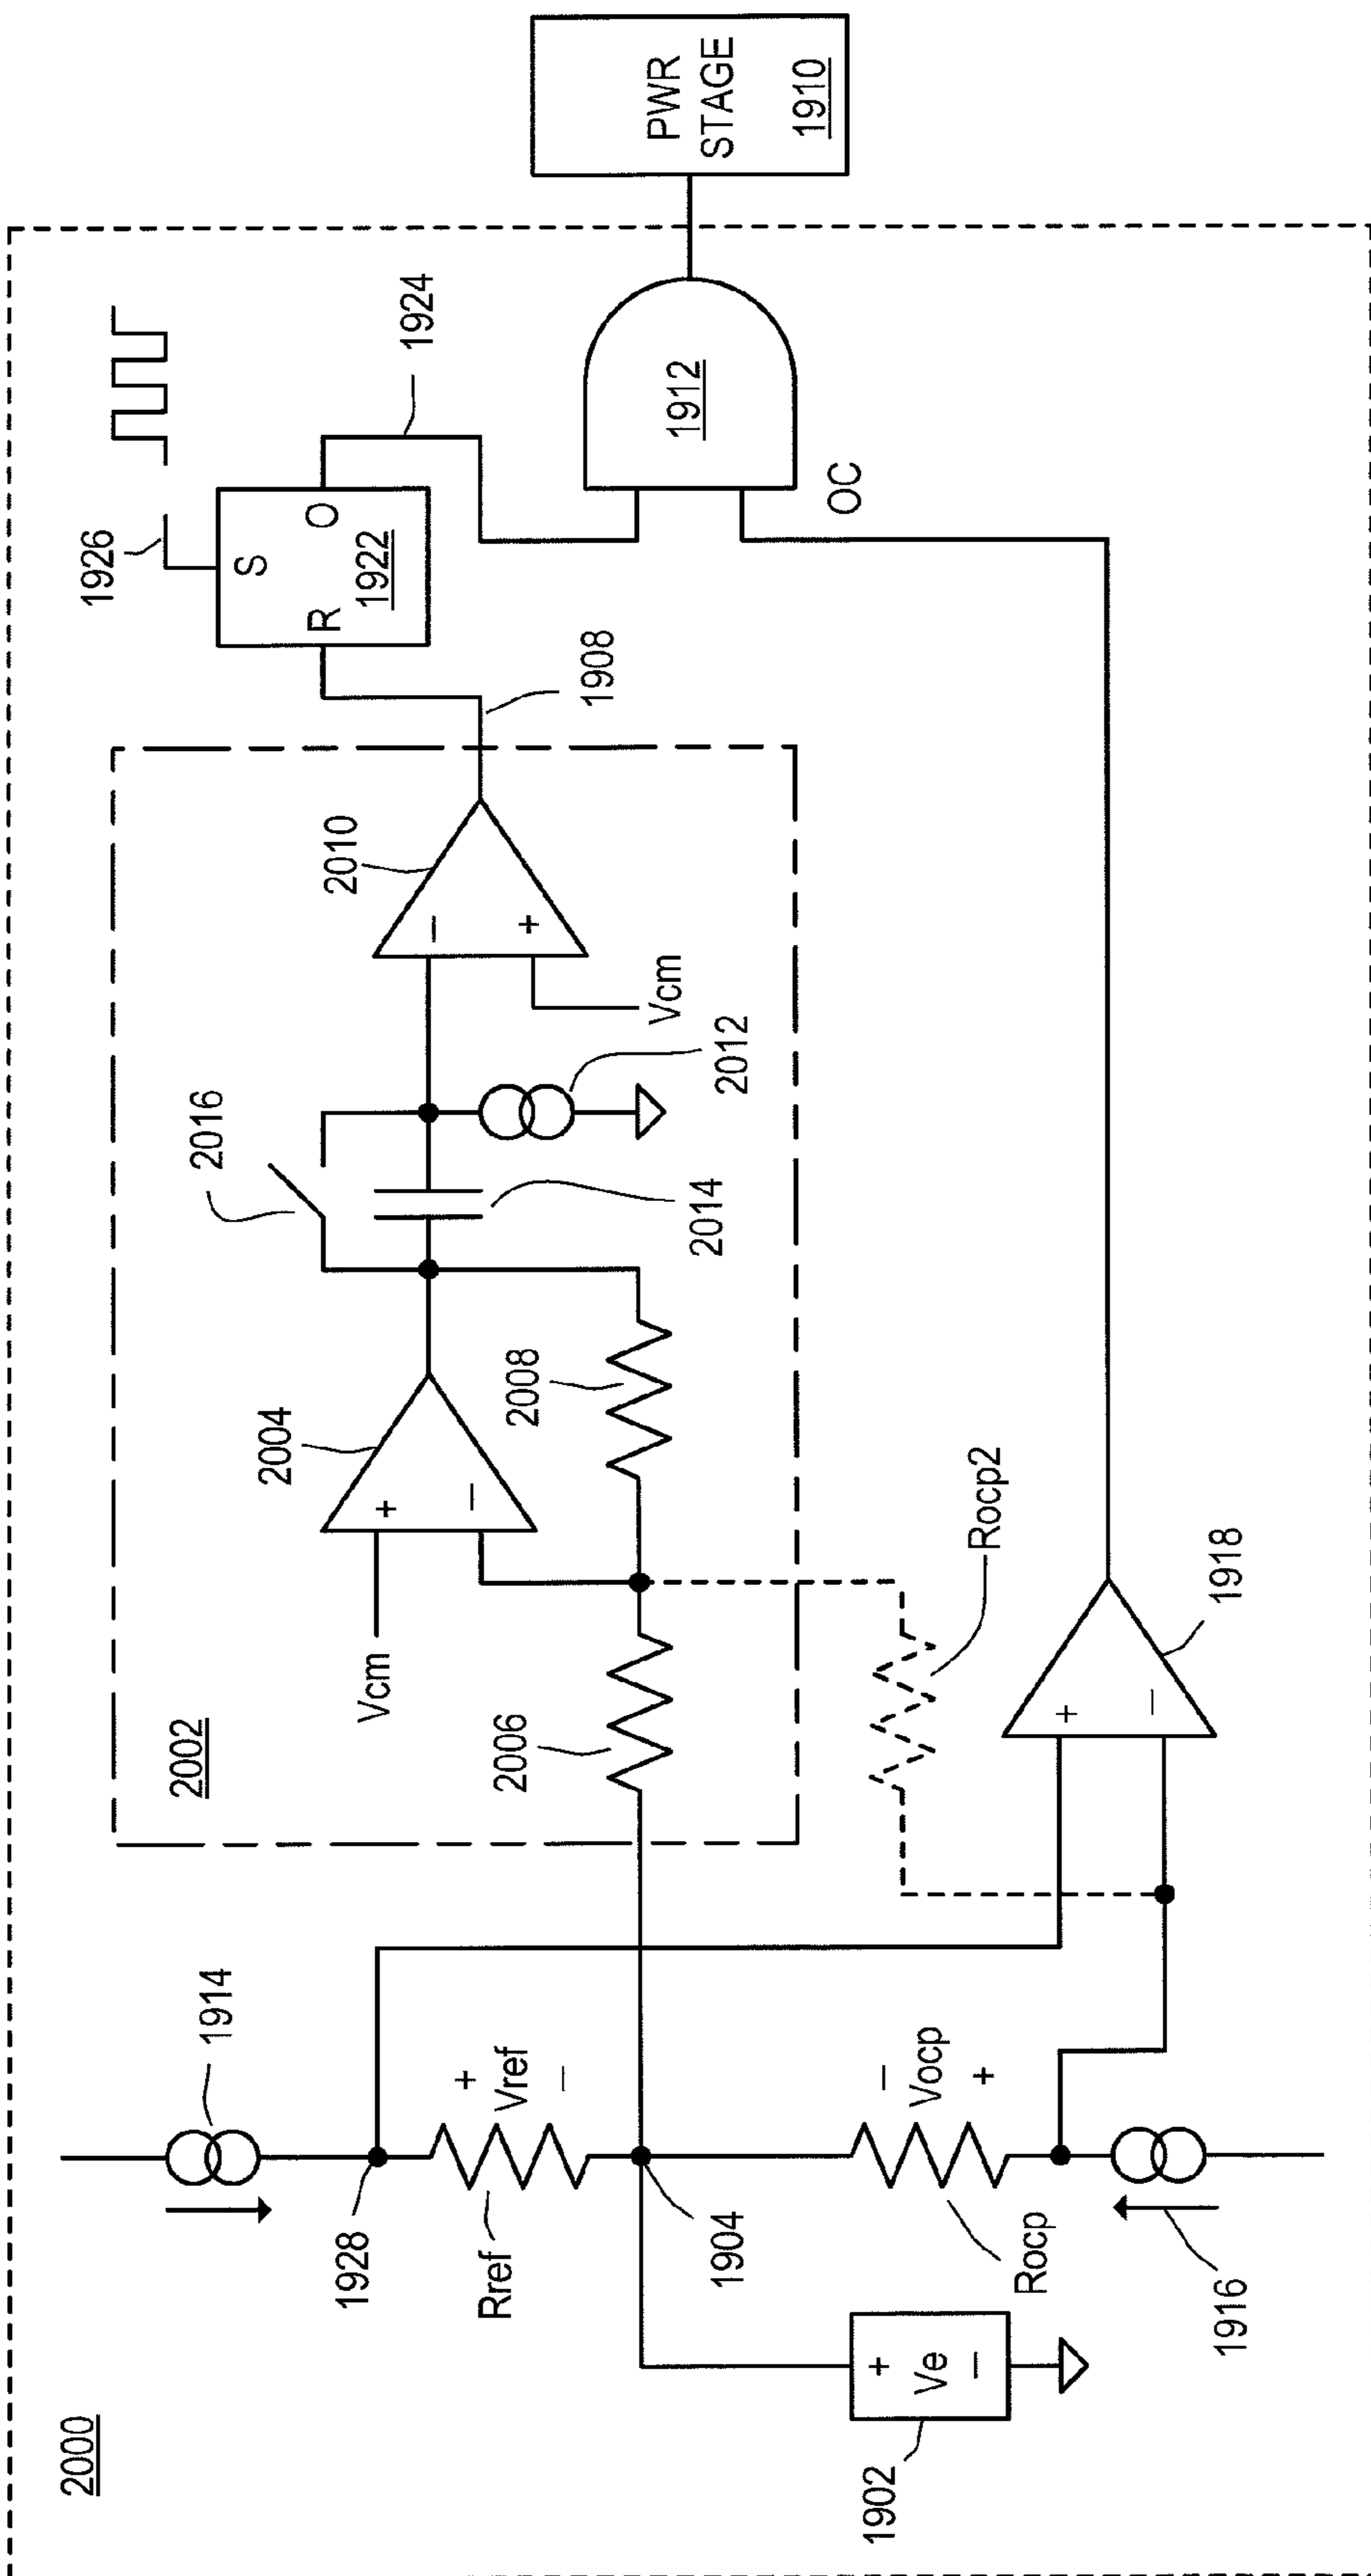 2000
1914
1928
+
Vref
−
Rref
1904
1902
+
Ve
−
−
Vocp
+
Rocp
1916
2002
Vcm
2004
+
−
2006
2008
2016
2014
2012
2010
−
+
Vcm
1908
Rocp2
+
−
1918
1926
S
R
O
1922
1924
1912
OC
PWR
STAGE
1910